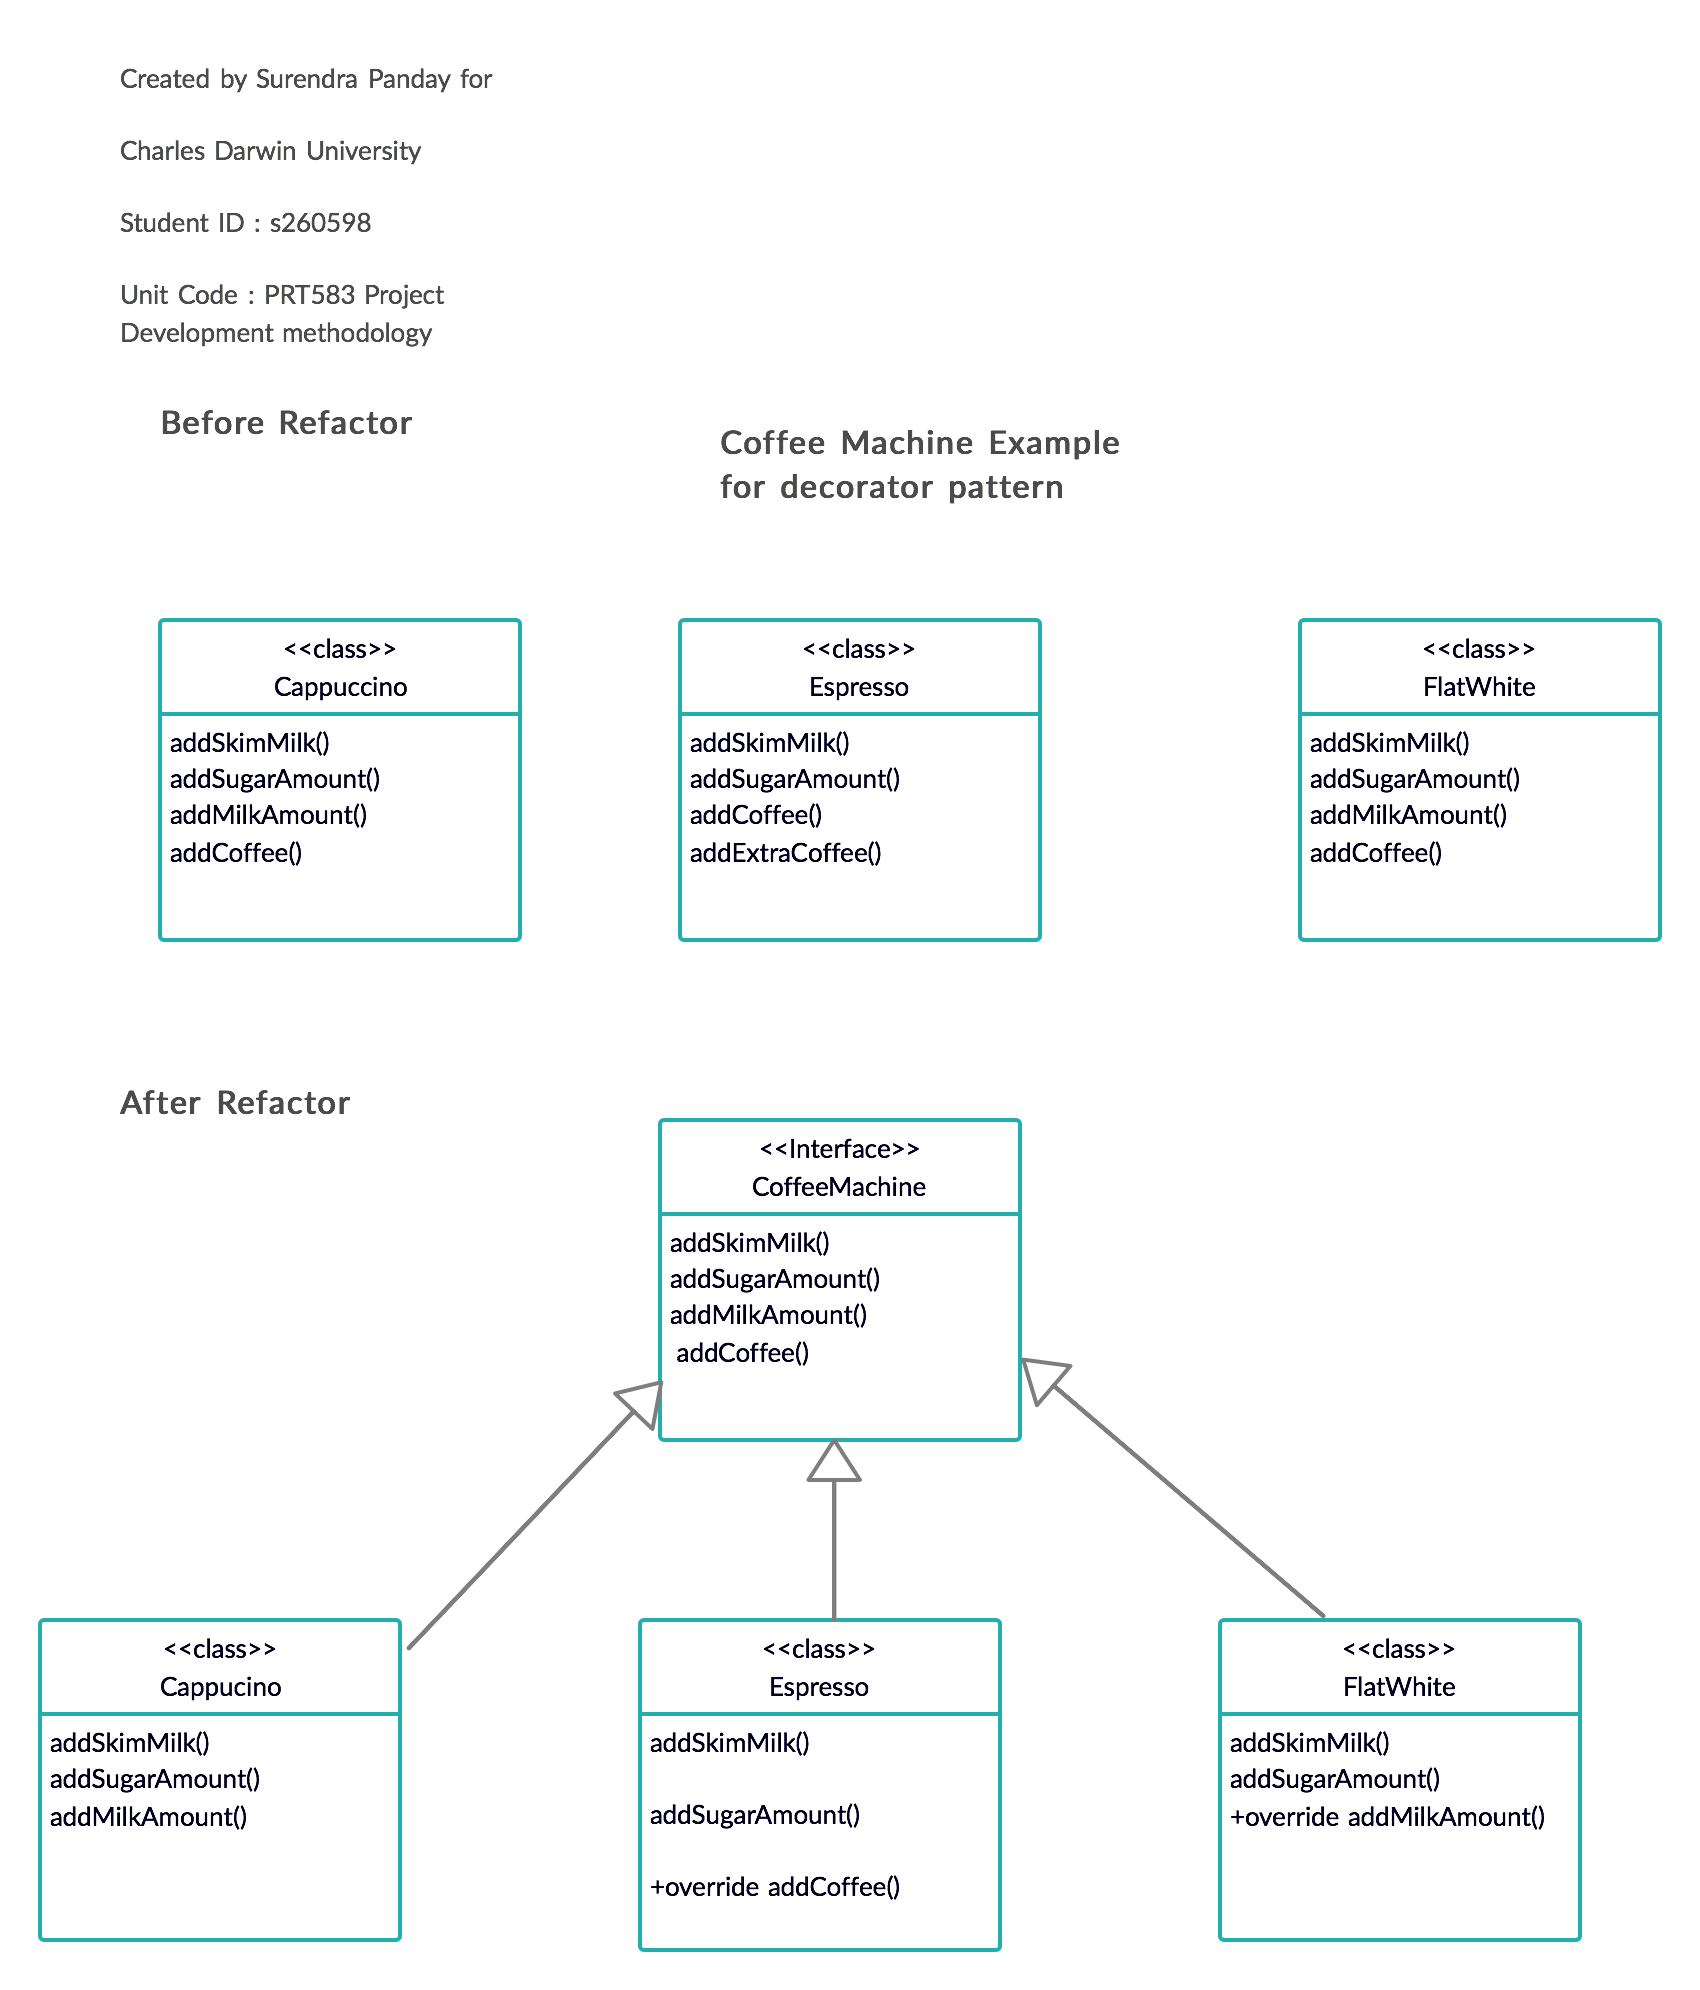 Created by Surendra Panday for
Charles Darwin University
Student ID : s260598
Unit Code : PRT583 Project
Development methodology
Before Refactor
Coffee Machine Example
for decorator pattern
<<class>>
Cappuccino
addSkimMilk()
addSugarAmount()
addMilkAmount()
addCoffee()
<<class>>
Espresso
addSkimMilk()
addSugarAmount()
addCoffee()
addExtraCoffee()
<<class>>
FlatWhite
addSkimMilk()
addSugarAmount()
addMilkAmount()
addCoffee()
After Refactor
<<Interface>>
CoffeeMachine
addSkimMilk()
addSugarAmount()
addMilkAmount()
addCoffee()
<<class>>
Cappucino
addSkimMilk()
addSugarAmount()
addMilkAmount()
<<class>>
Espresso
addSkimMilk()
addSugarAmount()
+override addCoffee()
<<class>>
FlatWhite
addSkimMilk()
addSugarAmount()
+override addMilkAmount()